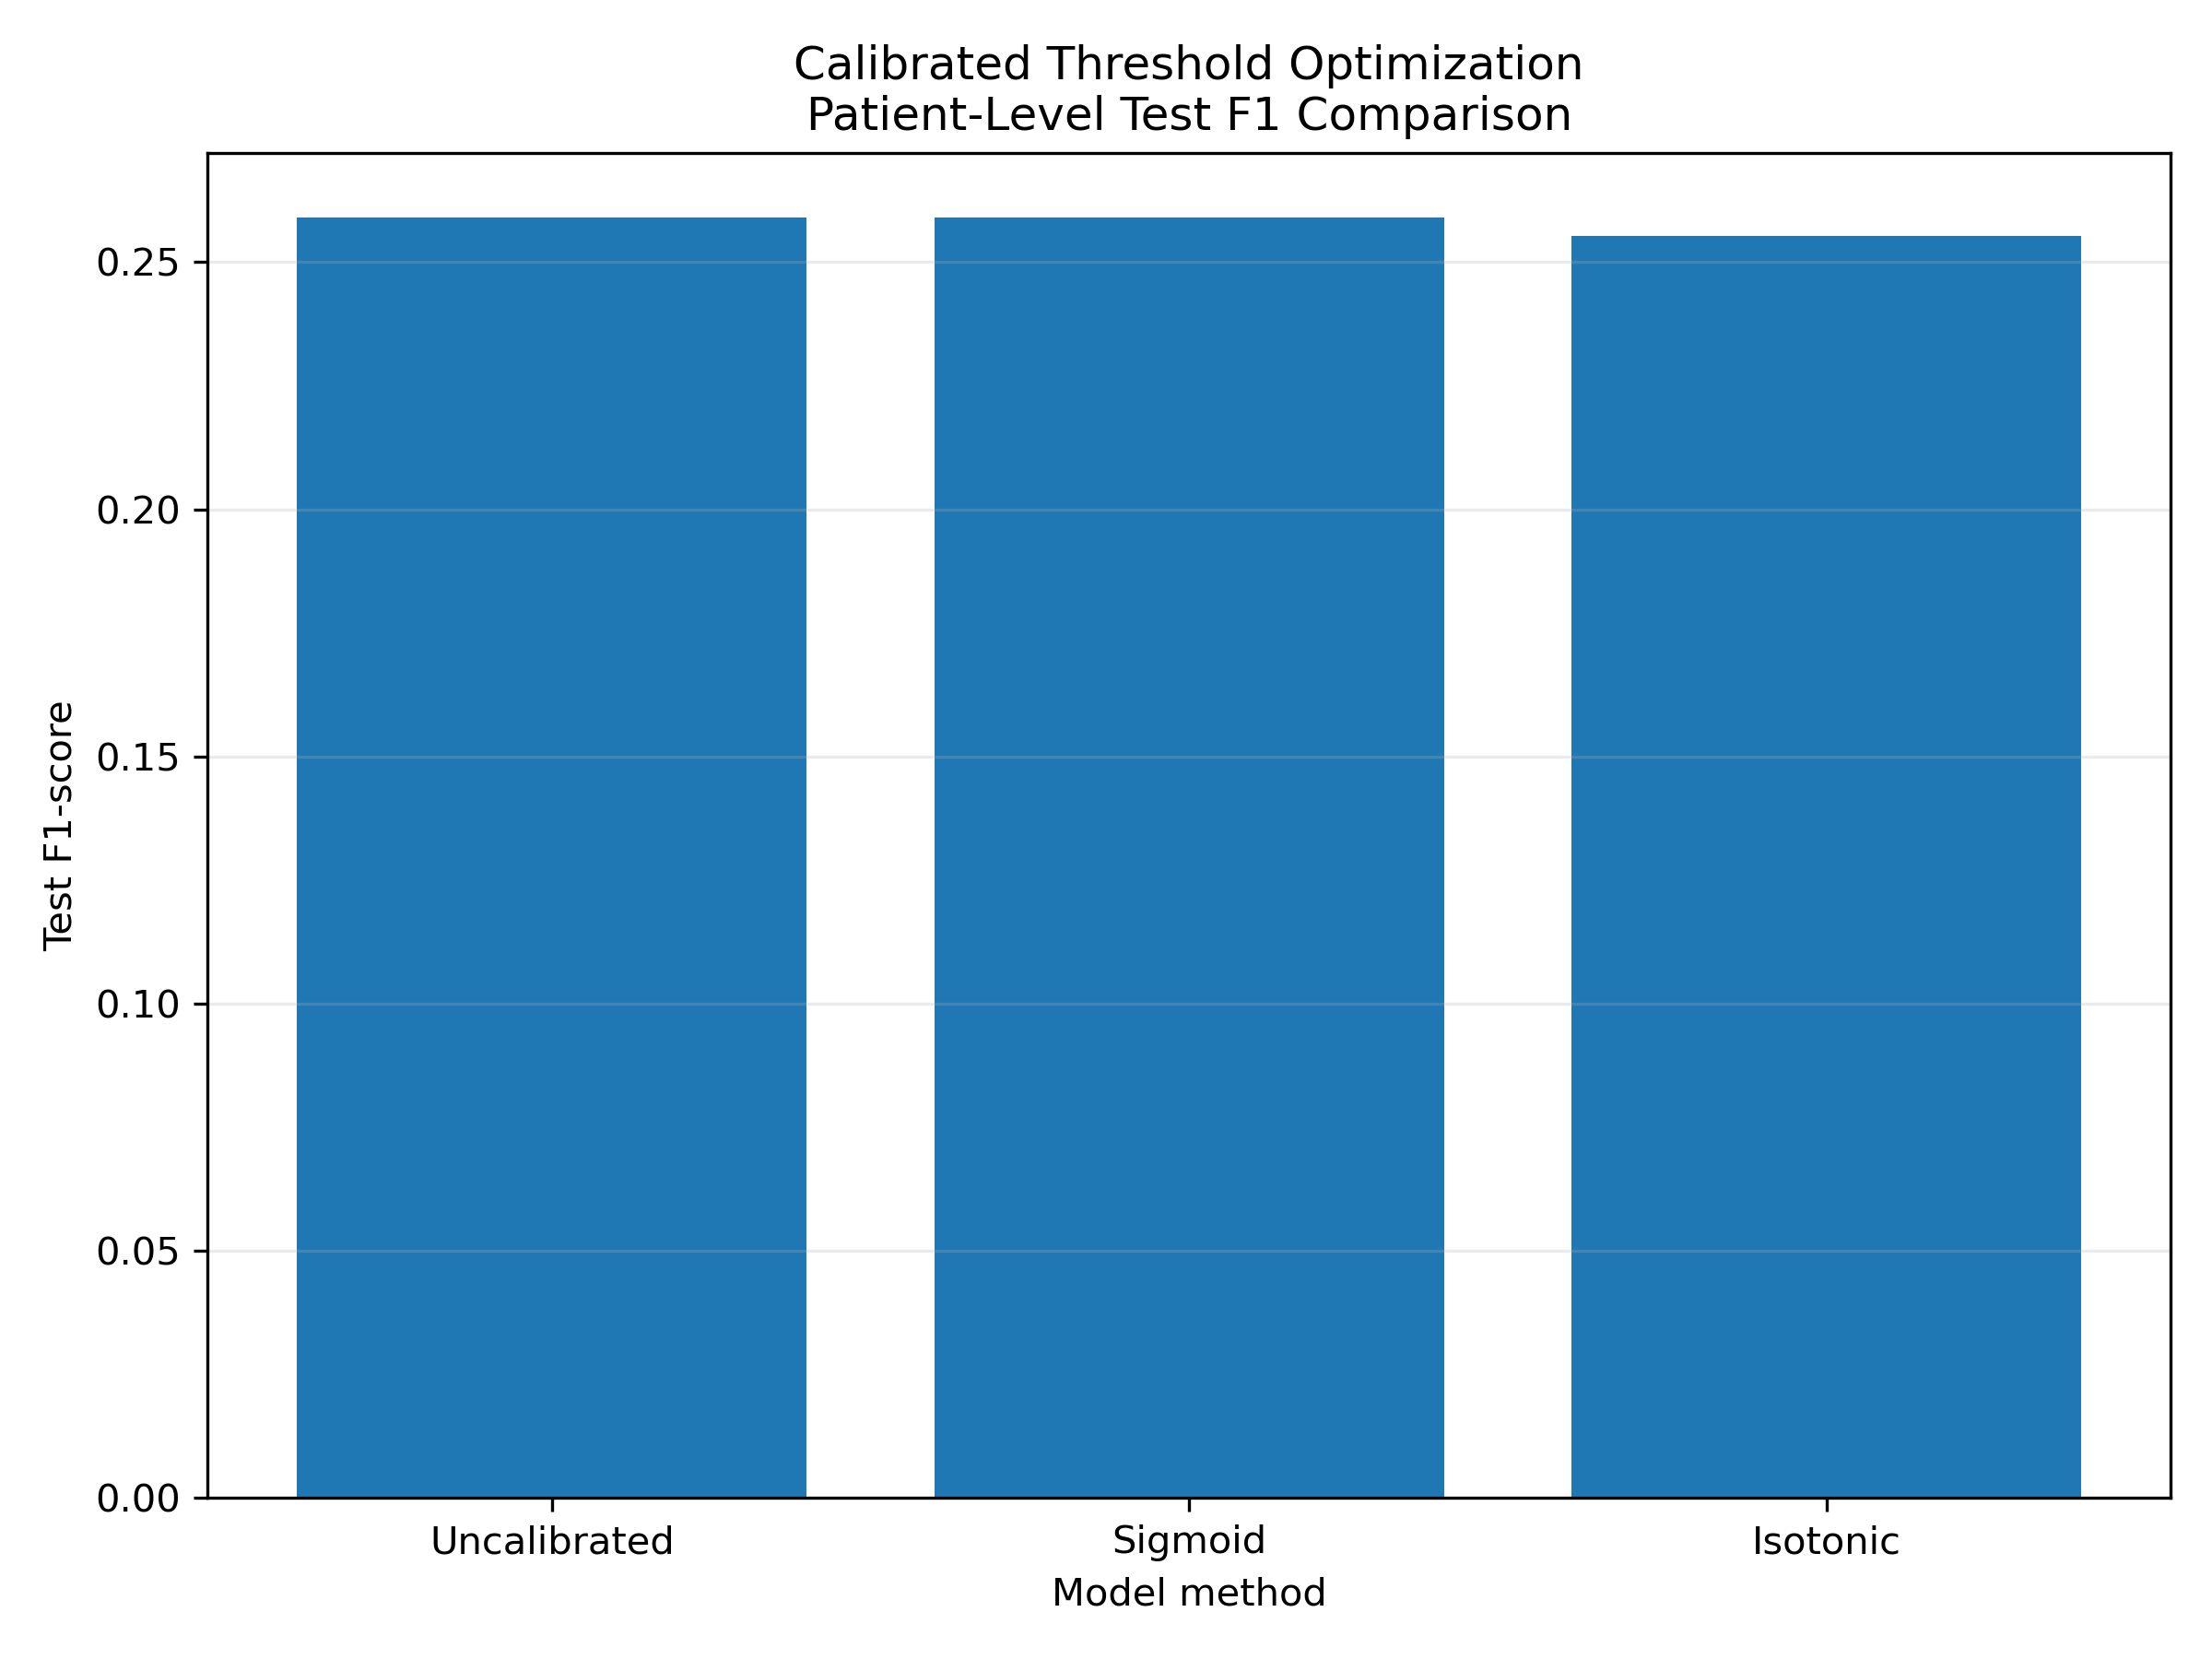 Calibrated Threshold Optimization
Patient-Level Test F1 Comparison
Test F1-score
0.25
0.20
0.15
0.10
0.05
0.00
Uncalibrated
Sigmoid
Isotonic
Model method